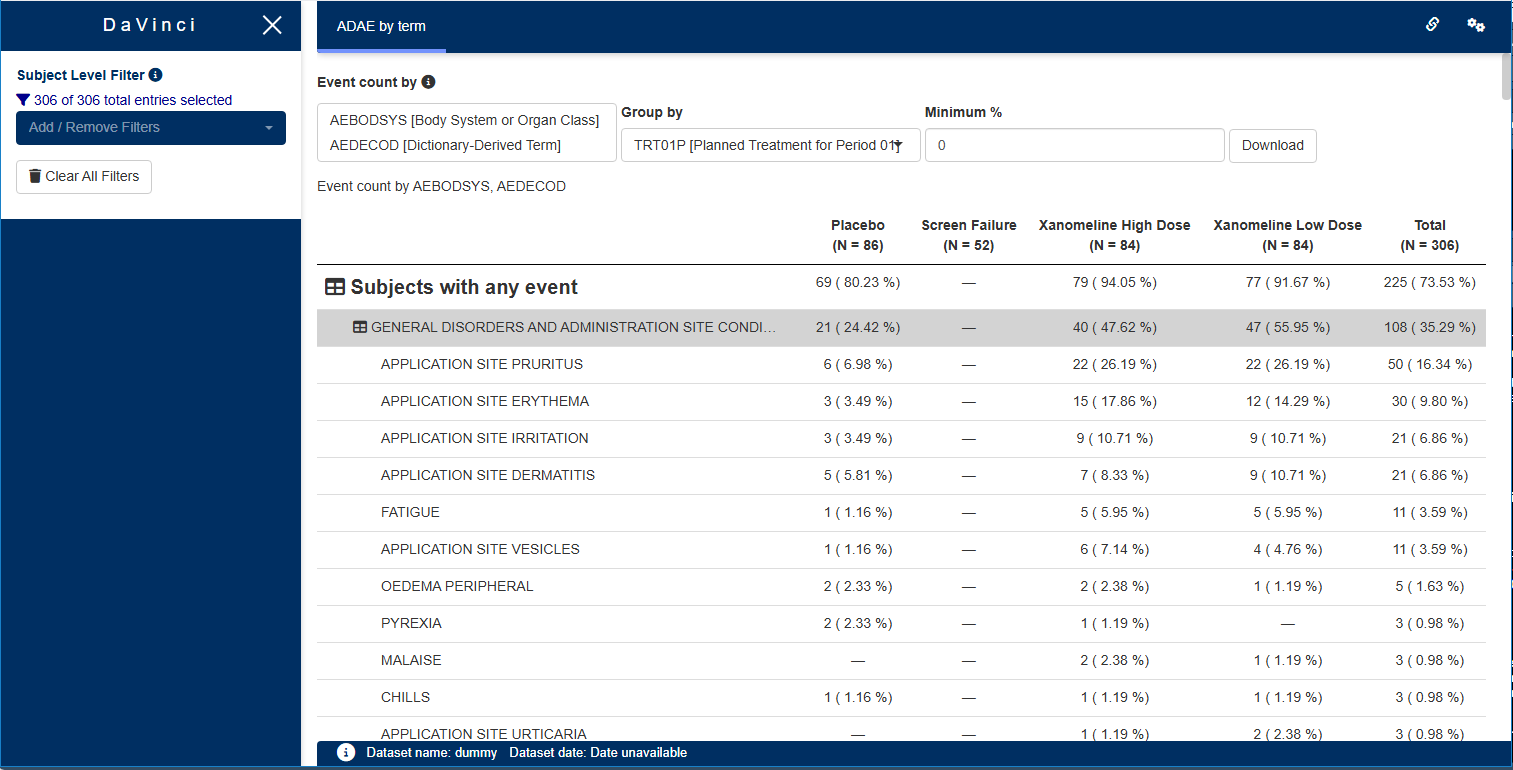 DaVinci
ADAE by term
Subject Level Filter
306 of 306 total entries selected
Add / Remove Filters
Clear All Filters
Event count by
AEBODSYS [Body System or Organ Class]
AEDECOD [Dictionary-Derived Term]
Group by
TRT01P [Planned Treatment for Period 01]
Minimum %
0
Download
Event count by AEBODSYS, AEDECOD
Placebo (N = 86) Screen Failure (N = 52) Xanomeline High Dose (N = 84) Xanomeline Low Dose (N = 84) Total (N = 306)
Subjects with any event 69 ( 80.23 %) — 79 ( 94.05 %) 77 ( 91.67 %) 225 ( 73.53 %)
GENERAL DISORDERS AND ADMINISTRATION SITE CONDI... 21 ( 24.42 %) — 40 ( 47.62 %) 47 ( 55.95 %) 108 ( 35.29 %)
APPLICATION SITE PRURITUS 6 ( 6.98 %) — 22 ( 26.19 %) 22 ( 26.19 %) 50 ( 16.34 %)
APPLICATION SITE ERYTHEMA 3 ( 3.49 %) — 15 ( 17.86 %) 12 ( 14.29 %) 30 ( 9.80 %)
APPLICATION SITE IRRITATION 3 ( 3.49 %) — 9 ( 10.71 %) 9 ( 10.71 %) 21 ( 6.86 %)
APPLICATION SITE DERMATITIS 5 ( 5.81 %) — 7 ( 8.33 %) 9 ( 10.71 %) 21 ( 6.86 %)
FATIGUE 1 ( 1.16 %) — 5 ( 5.95 %) 5 ( 5.95 %) 11 ( 3.59 %)
APPLICATION SITE VESICLES 1 ( 1.16 %) — 6 ( 7.14 %) 4 ( 4.76 %) 11 ( 3.59 %)
OEDEMA PERIPHERAL 2 ( 2.33 %) — 2 ( 2.38 %) 1 ( 1.19 %) 5 ( 1.63 %)
PYREXIA 2 ( 2.33 %) — 1 ( 1.19 %) — 3 ( 0.98 %)
MALAISE — — 2 ( 2.38 %) 1 ( 1.19 %) 3 ( 0.98 %)
CHILLS 1 ( 1.16 %) — 1 ( 1.19 %) 1 ( 1.19 %) 3 ( 0.98 %)
APPLICATION SITE URTICARIA — — 1 ( 1.19 %) 2 ( 2.38 %) 3 ( 0.98 %)
Dataset name: dummy Dataset date: Date unavailable